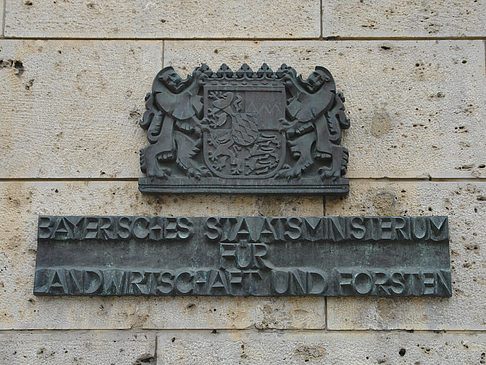 BAYERISCHES STAATSMINISTERIUM
FÜR
LANDWIRTSCHAFT UND FORSTEN